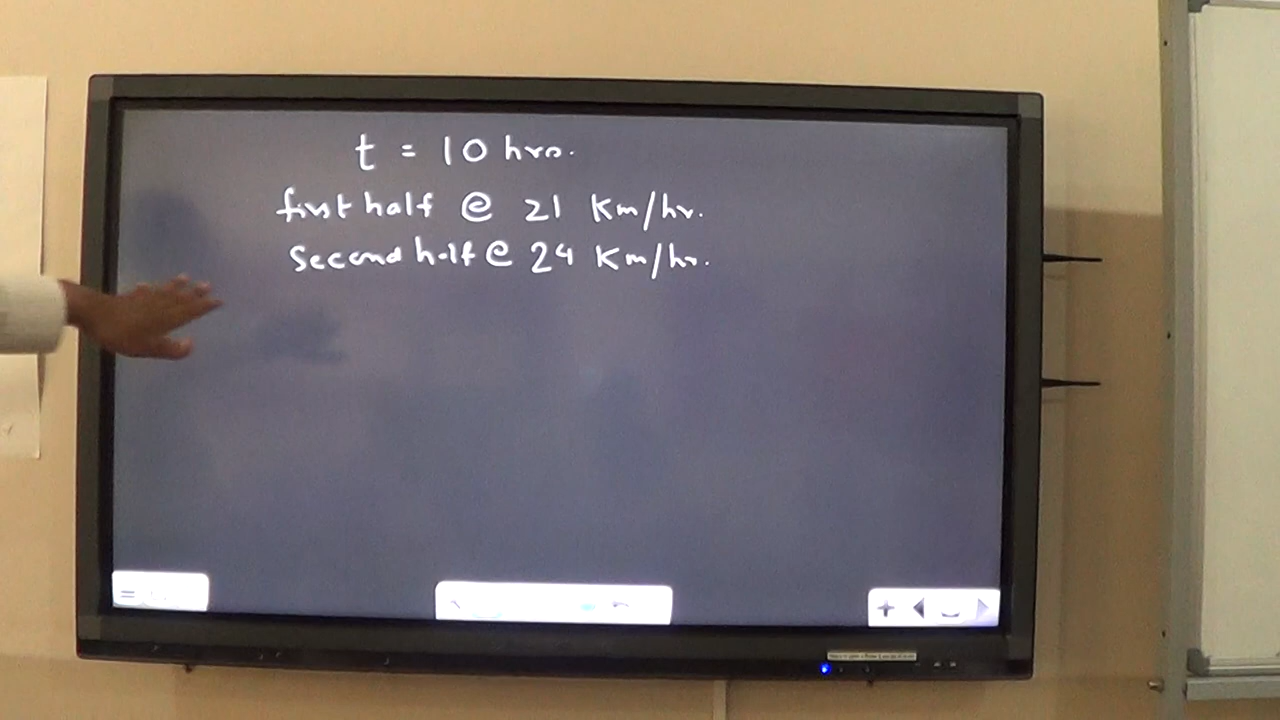 t = 10 hrs.
first half @ 21 Km/hr.
Second half @ 24 Km/hr.